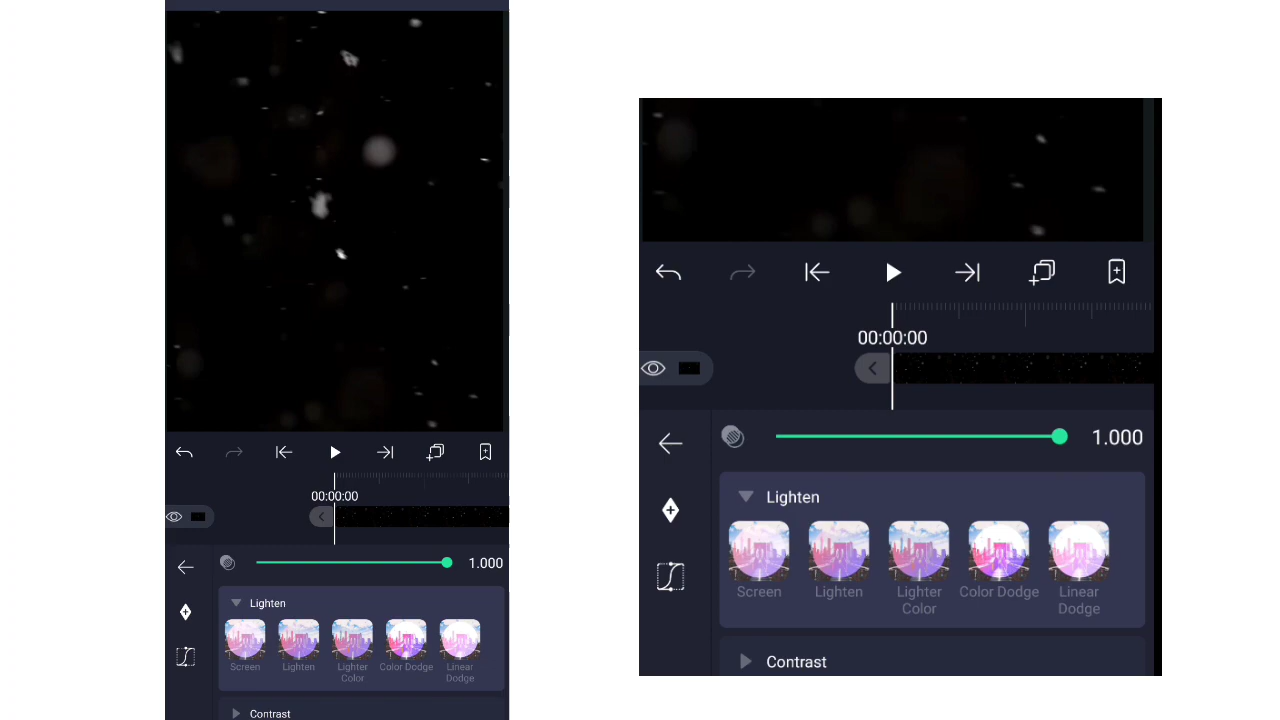 00:00:00
1.000
Lighten
Screen
Lighten
Lighter
Color
Color Dodge
Linear
Dodge
Contrast
00:00:00
1.000
Lighten
Screen
Lighten
Lighter
Color
Color Dodge
Linear
Dodge
Contrast